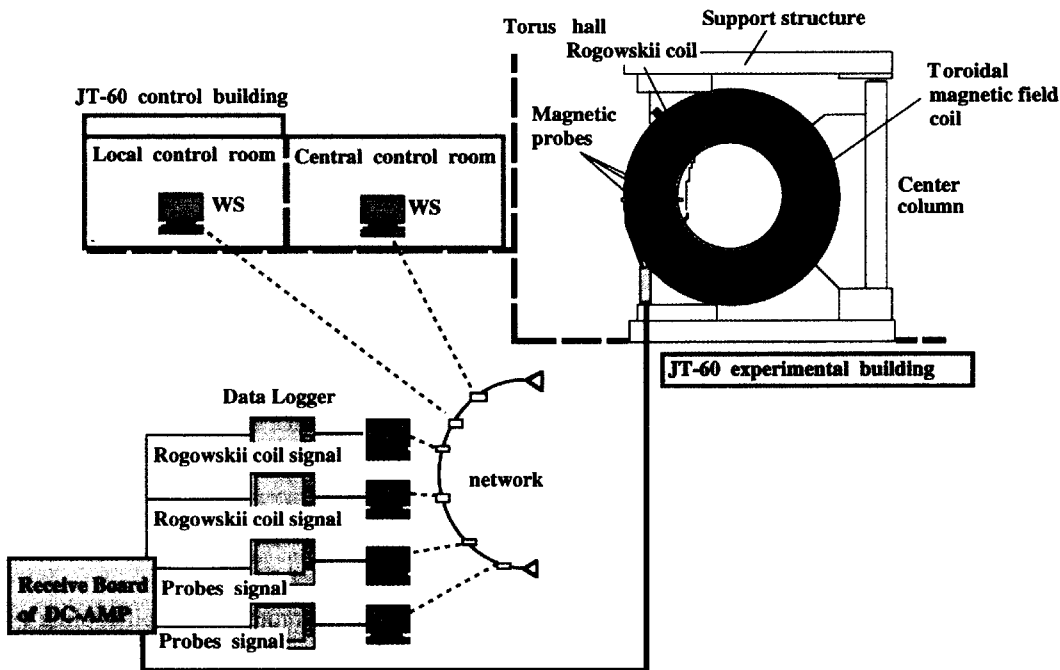 Torus hall
Support structure
Rogowskii coil
Toroidal
magnetic field
coil
JT-60 control building
Magnetic
probes
Local control room
Central control room
WS
WS
Center
column
JT-60 experimental building
Data Logger
Rogowskii coil signal
network
Rogowskii coil signal
Receive Board
of DC-AMP
Probes signal
Probes signal